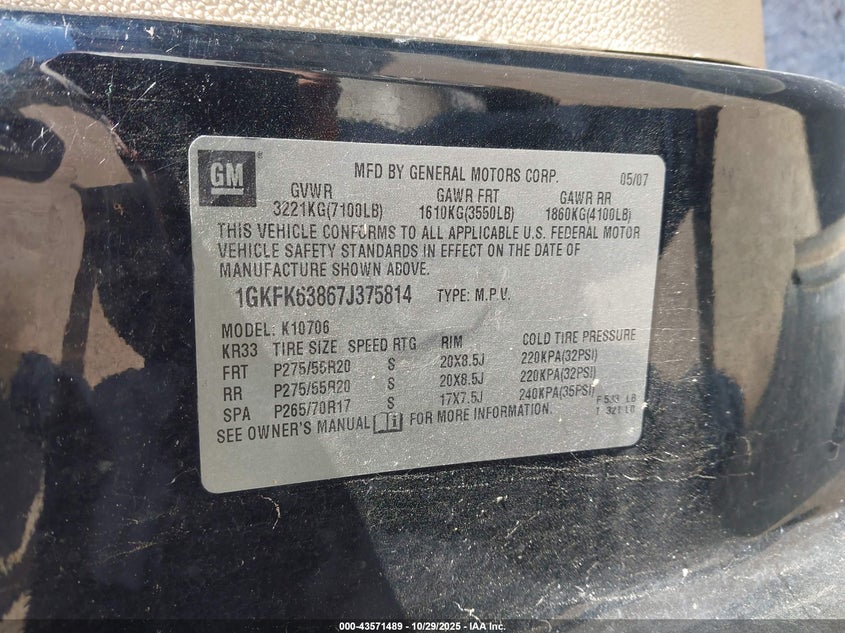 GM
MFD BY GENERAL MOTORS CORP. 05/07
GVWR GAWR FRT GAWR RR
3221KG(7100LB) 1610KG(3550LB) 1860KG(4100LB)
THIS VEHICLE CONFORMS TO ALL APPLICABLE U.S. FEDERAL MOTOR
VEHICLE SAFETY STANDARDS IN EFFECT ON THE DATE OF
MANUFACTURE SHOWN ABOVE.
1GKFK63867J375814 TYPE: M.P.V.
MODEL: K10706
KR33 TIRE SIZE SPEED RTG RIM COLD TIRE PRESSURE
FRT P275/55R20 S 20X8.5J 220KPA(32PSI)
RR P275/55R20 S 20X8.5J 220KPA(32PSI)
SPA P265/70R17 S 17X7.5J 240KPA(35PSI)
F 533 LB
T 321 LB
SEE OWNER'S MANUAL FOR MORE INFORMATION.
000-43571489 - 10/29/2025 - IAA Inc.